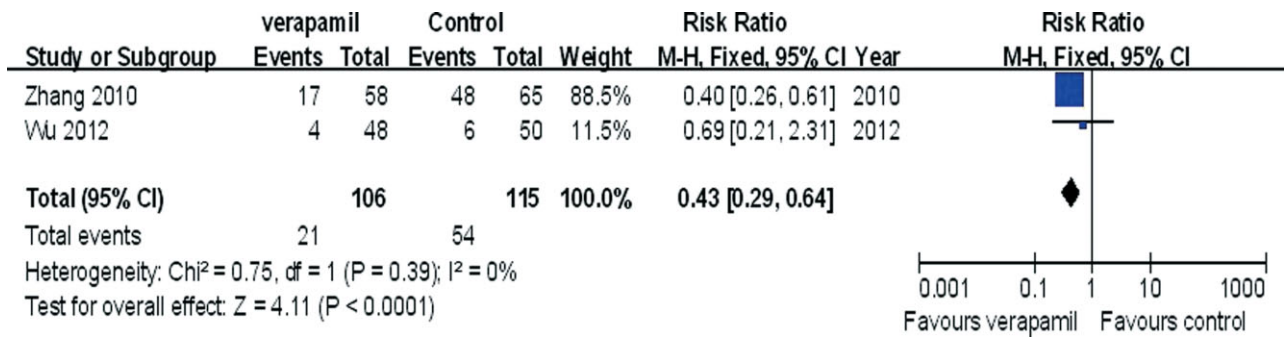 verapamil Control Risk Ratio Risk Ratio
Study or Subgroup Events Total Events Total Weight M-H, Fixed, 95% CI Year M-H, Fixed, 95% CI
Zhang 2010 17 58 48 65 88.5% 0.40 [0.26, 0.61] 2010
Wu 2012 4 48 6 50 11.5% 0.69 [0.21, 2.31] 2012
Total (95% CI) 106 115 100.0% 0.43 [0.29, 0.64]
Total events 21 54
Heterogeneity: Chi² = 0.75, df = 1 (P = 0.39); I² = 0%
Test for overall effect: Z = 4.11 (P < 0.0001)
0.001 0.1 1 10 1000
Favours verapamil Favours control